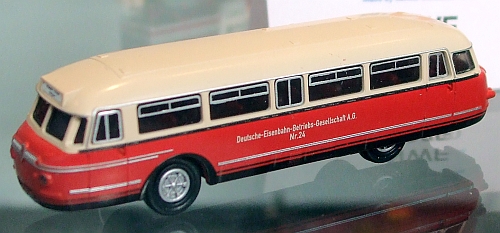 Deutsche-Eisenbahn-Betriebs-Gesellschaft A.G.
Nr.24